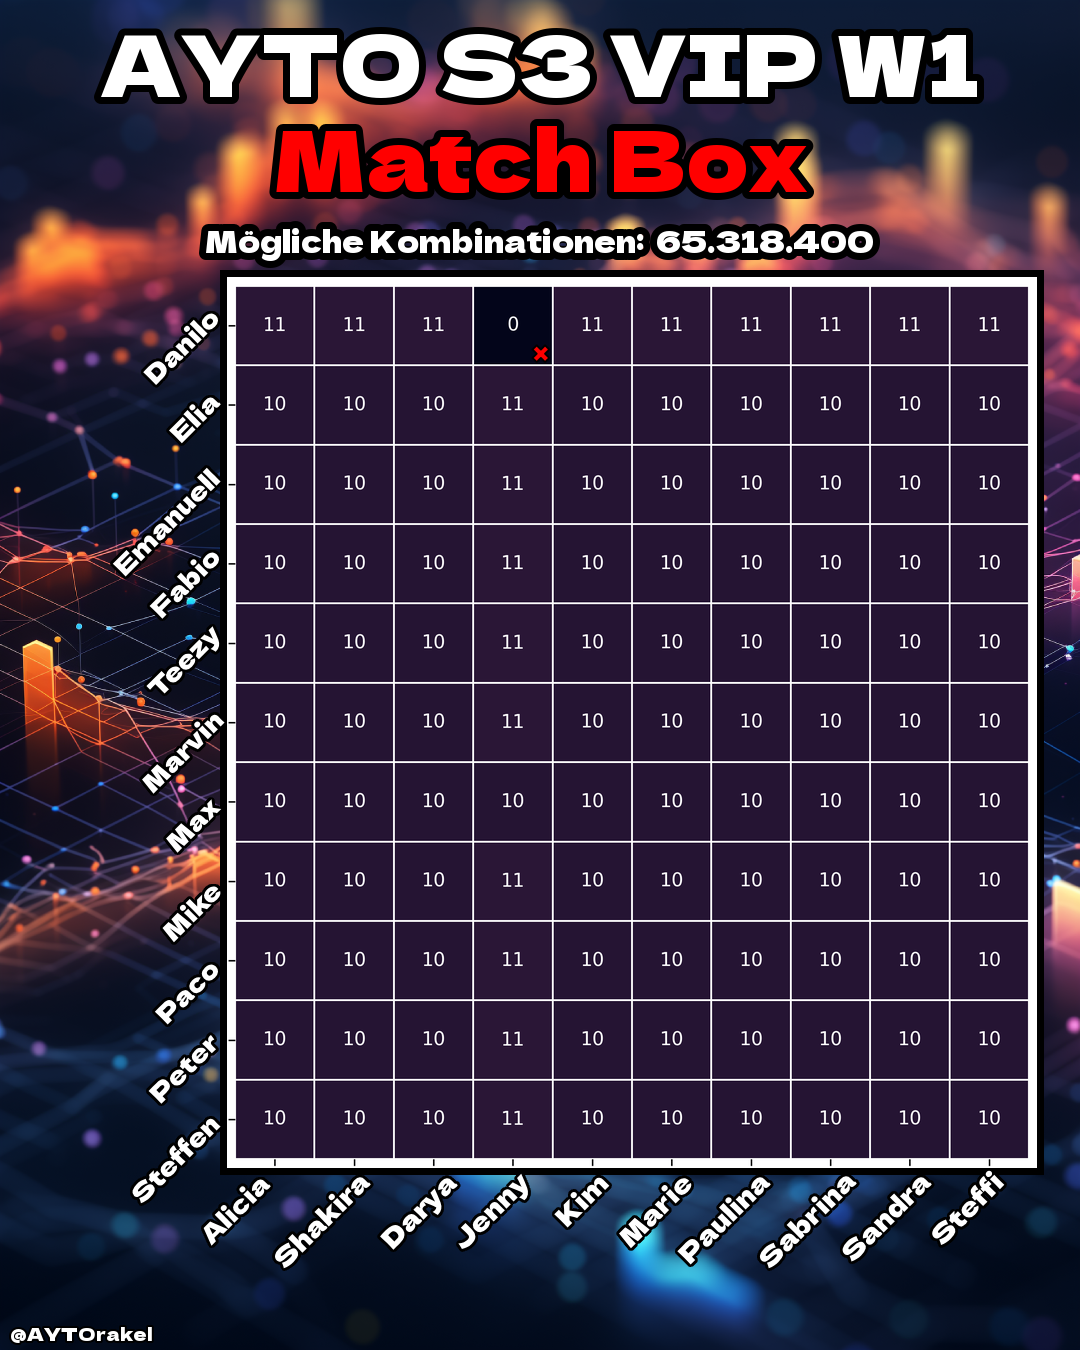 AYTO S3 VIP W1
Match Box
Mögliche Kombinationen: 65.318.400
Danilo 11 11 11 0 11 11 11 11 11 11
Elia 10 10 10 11 10 10 10 10 10 10
Emanuell 10 10 10 11 10 10 10 10 10 10
Fabio 10 10 10 11 10 10 10 10 10 10
Teezy 10 10 10 11 10 10 10 10 10 10
Marvin 10 10 10 11 10 10 10 10 10 10
Max 10 10 10 10 10 10 10 10 10 10
Mike 10 10 10 11 10 10 10 10 10 10
Paco 10 10 10 11 10 10 10 10 10 10
Peter 10 10 10 11 10 10 10 10 10 10
Steffen 10 10 10 11 10 10 10 10 10 10
Alicia Shakira Darya Jenny Kim Marie Paulina Sabrina Sandra Steffi
@AYTOrakel